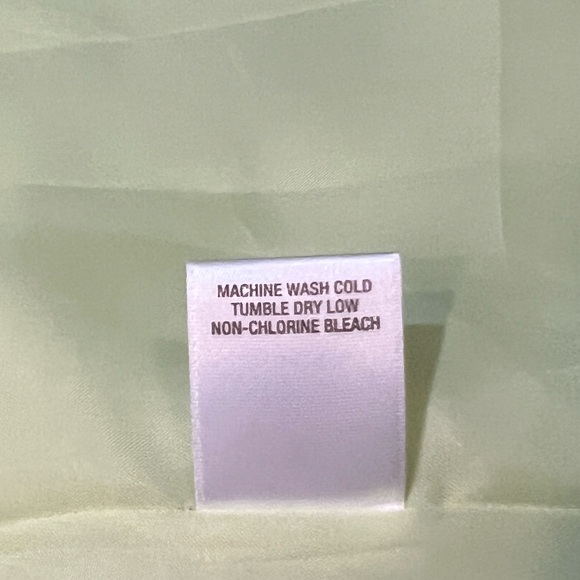 MACHINE WASH COLD
TUMBLE DRY LOW
NON-CHLORINE BLEACH